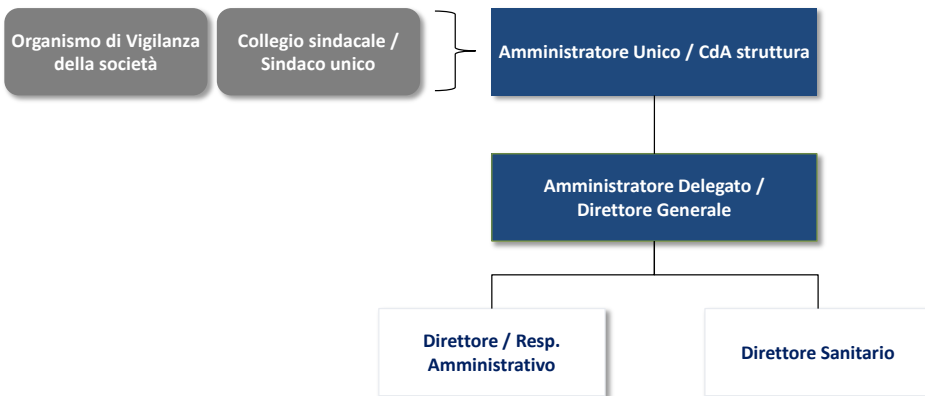 Organismo di Vigilanza
della società
Collegio sindacale /
Sindaco unico
Amministratore Unico / CdA struttura
Amministratore Delegato /
Direttore Generale
Direttore / Resp.
Amministrativo
Direttore Sanitario